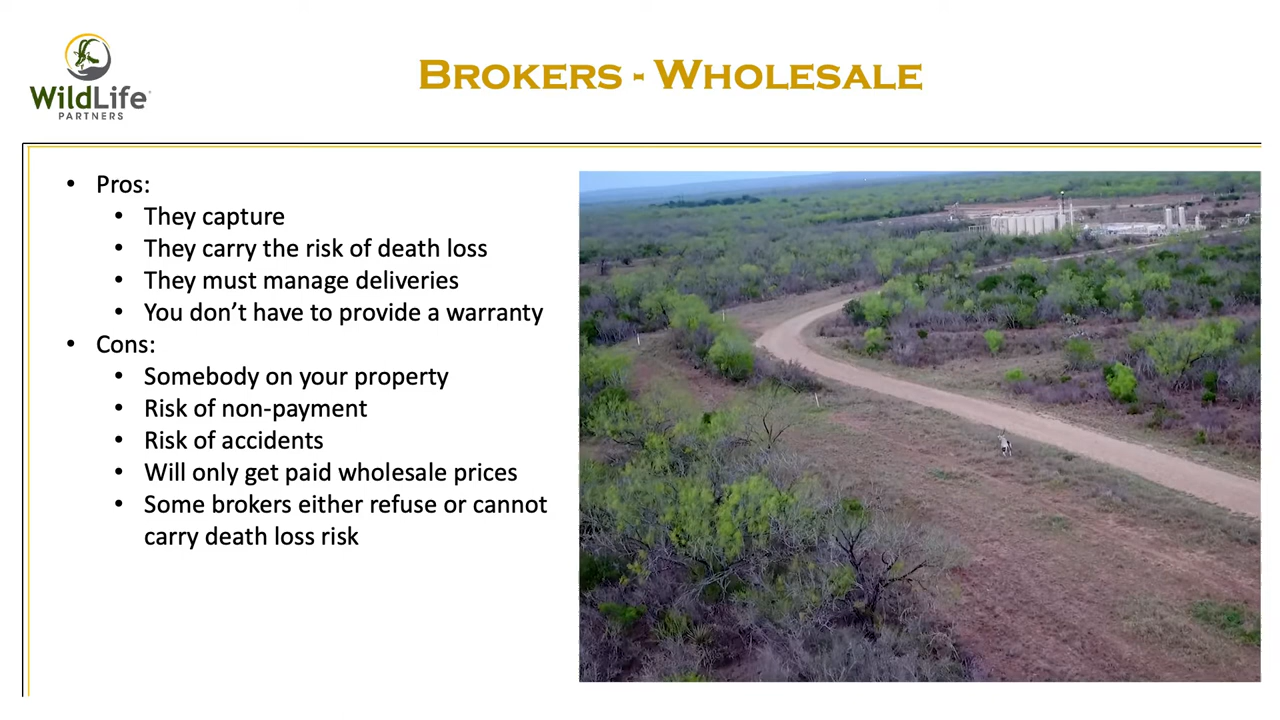 WildLife
PARTNERS
BROKERS - WHOLESALE
• Pros:
• They capture
• They carry the risk of death loss
• They must manage deliveries
• You don’t have to provide a warranty
• Cons:
• Somebody on your property
• Risk of non-payment
• Risk of accidents
• Will only get paid wholesale prices
• Some brokers either refuse or cannot
carry death loss risk